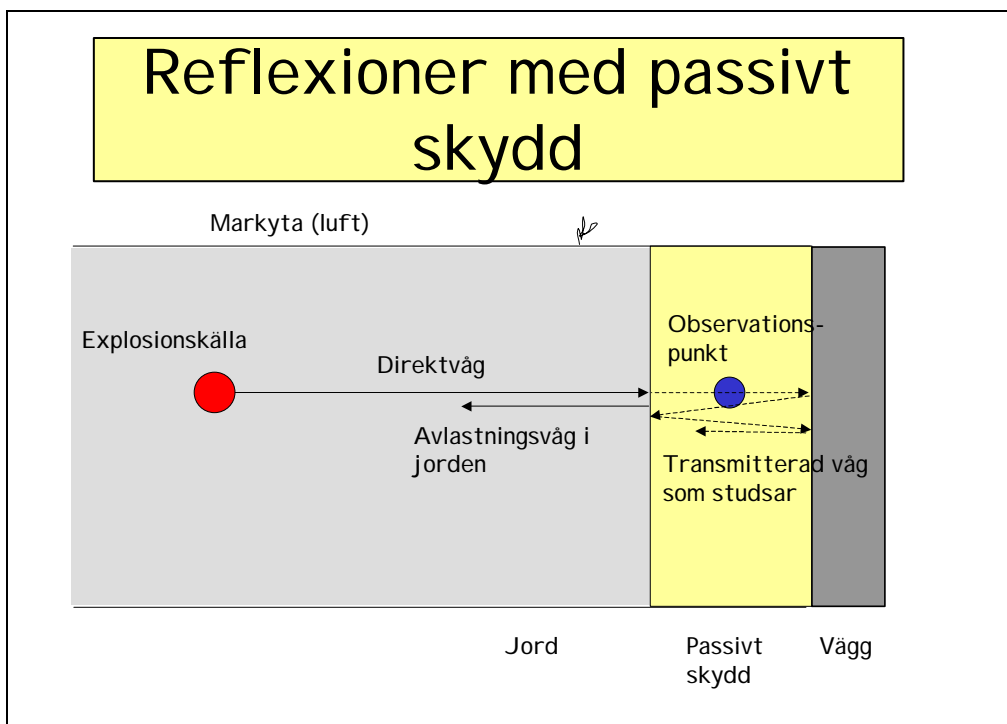 Reflexioner med passivt
skydd
Markyta (luft)
Explosionskälla
Direktvåg
Observations-
punkt
Avlastningsvåg i
jorden
Transmitterad våg
som studsar
Jord
Passivt
skydd
Vägg